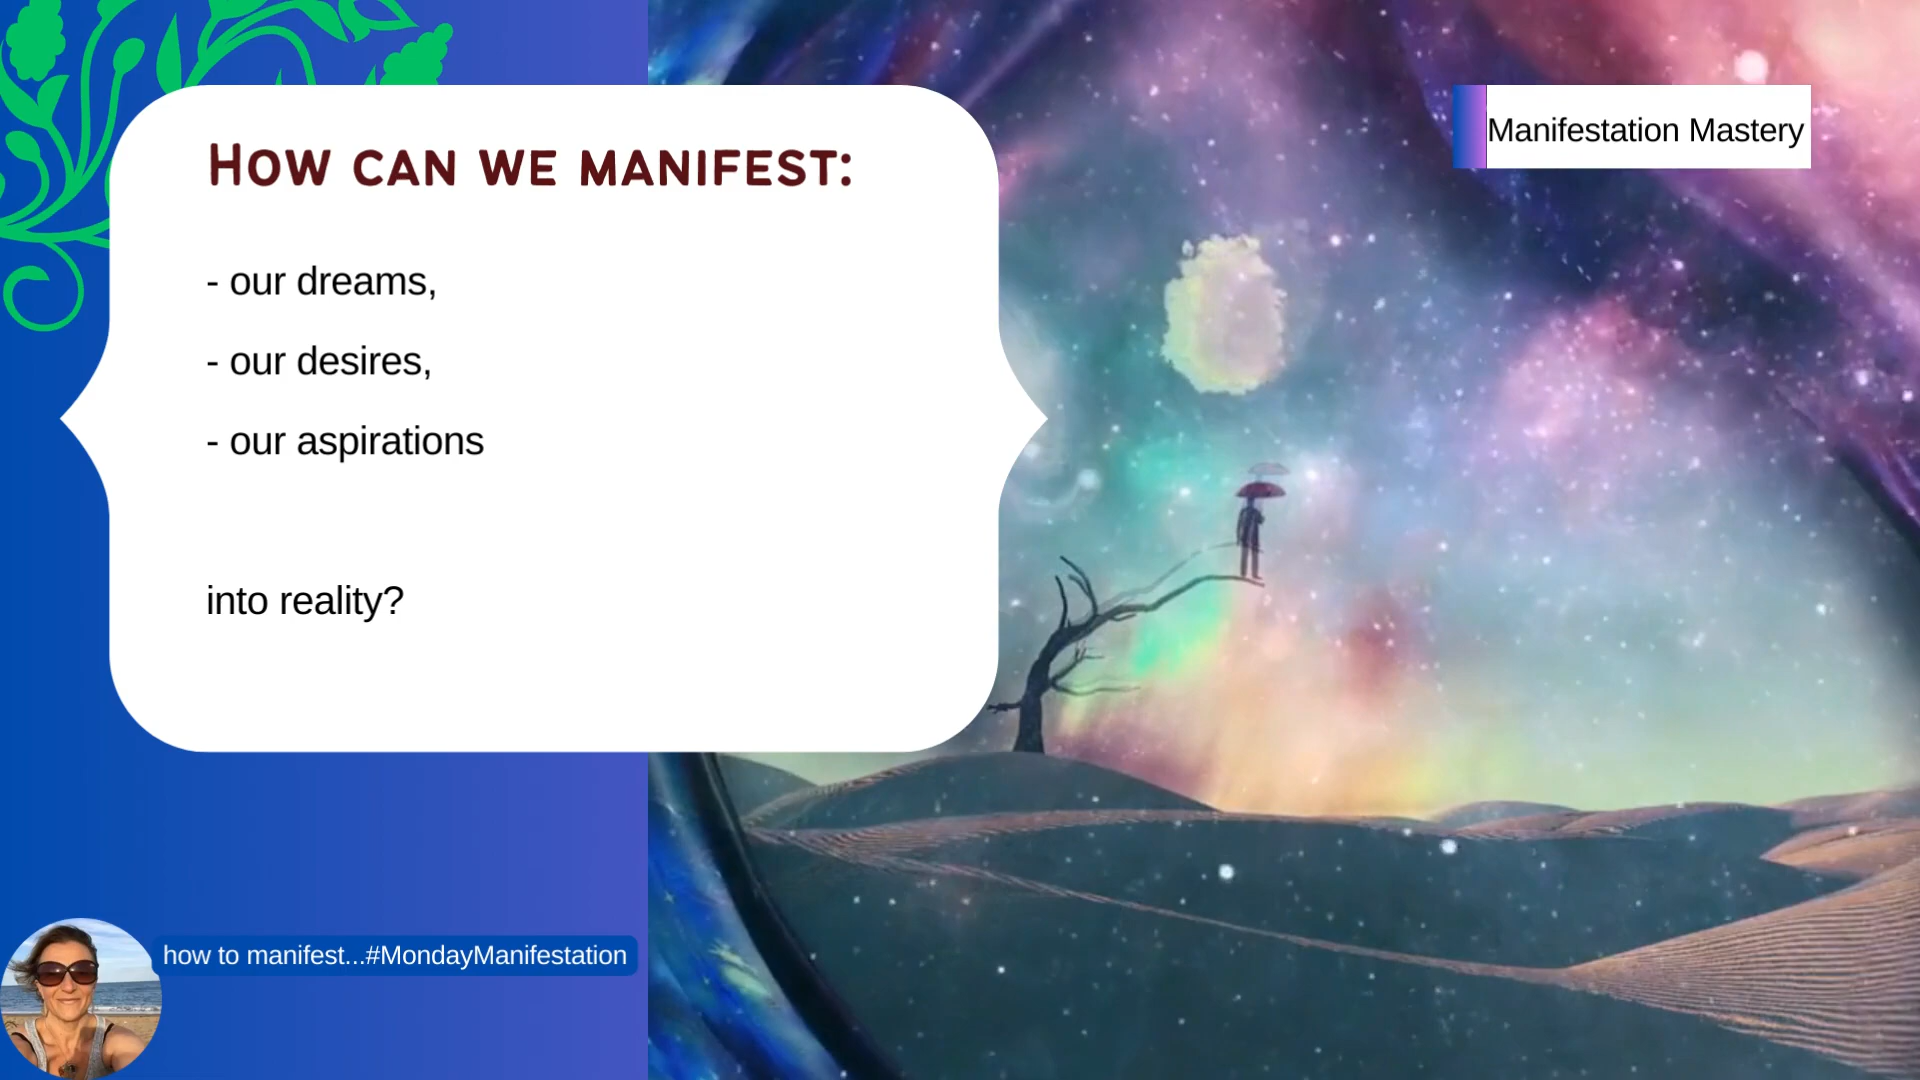 How can we manifest:
- our dreams,
- our desires,
- our aspirations
into reality?
Manifestation Mastery
how to manifest...#MondayManifestation